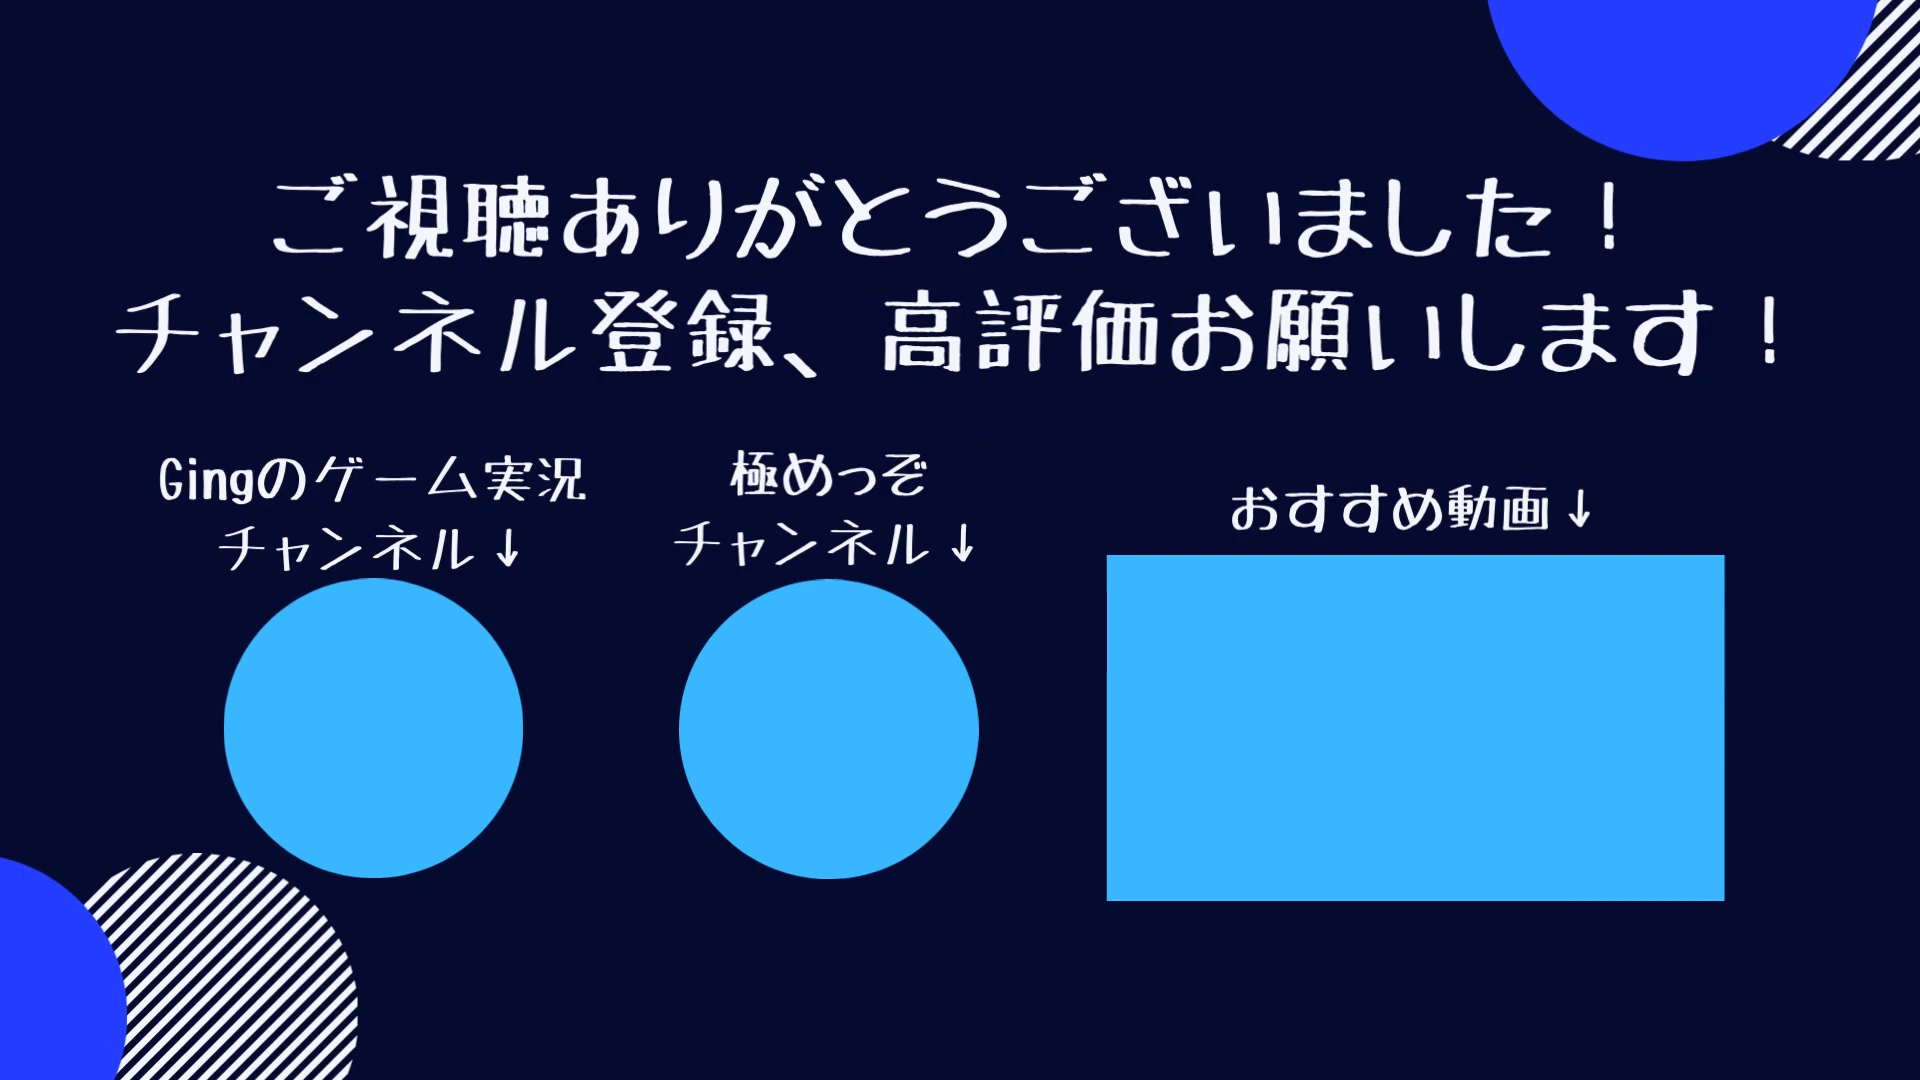 ご視聴ありがとうございました！
チャンネル登録、高評価お願いします！
Gingのゲーム実況
チャンネル↓
極めっぞ
チャンネル↓
おすすめ動画↓